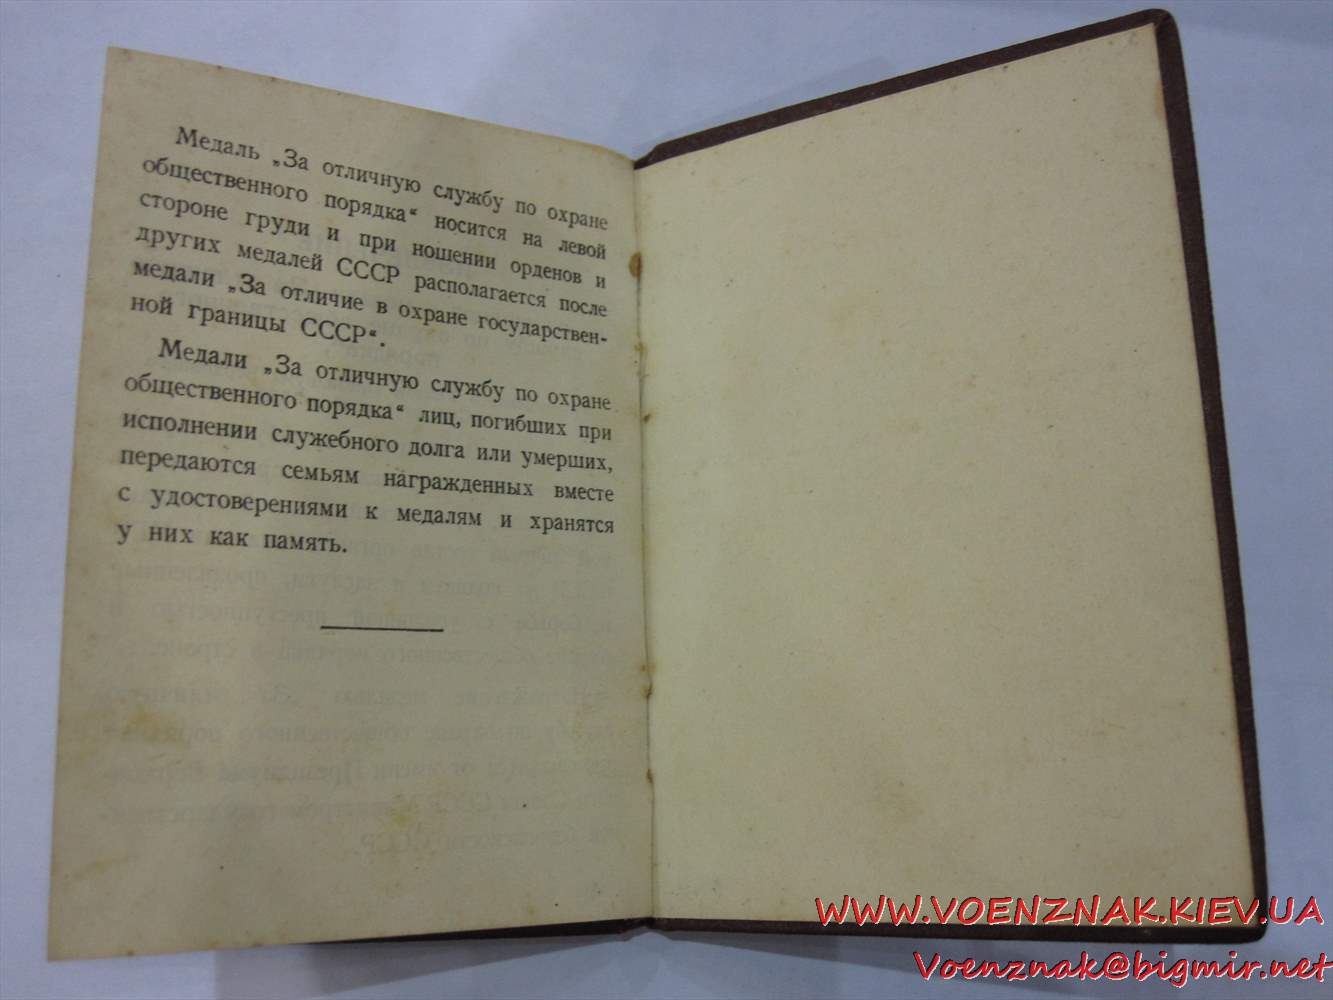 Медаль „За отличную службу по охране
общественного порядка“ носится на левой
стороне груди и при ношении орденов и
других медалей СССР располагается после
медали „За отличие в охране государствен-
ной границы СССР“.
Медали „За отличную службу по охране
общественного порядка“ лиц, погибших при
исполнении служебного долга или умерших,
передаются семьям награжденных вместе
с удостоверениями к медалям и хранятся
у них как память.
WWW.VOENZNAK.KIEV.UA
Voenznak@bigmir.net